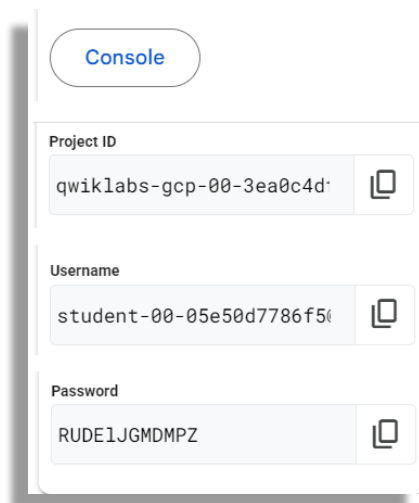 Console
Project ID
qwiklabs-gcp-00-3ea0c4d
Username
student-00-05e50d7786f5
Password
RUDElJGMDMPZ